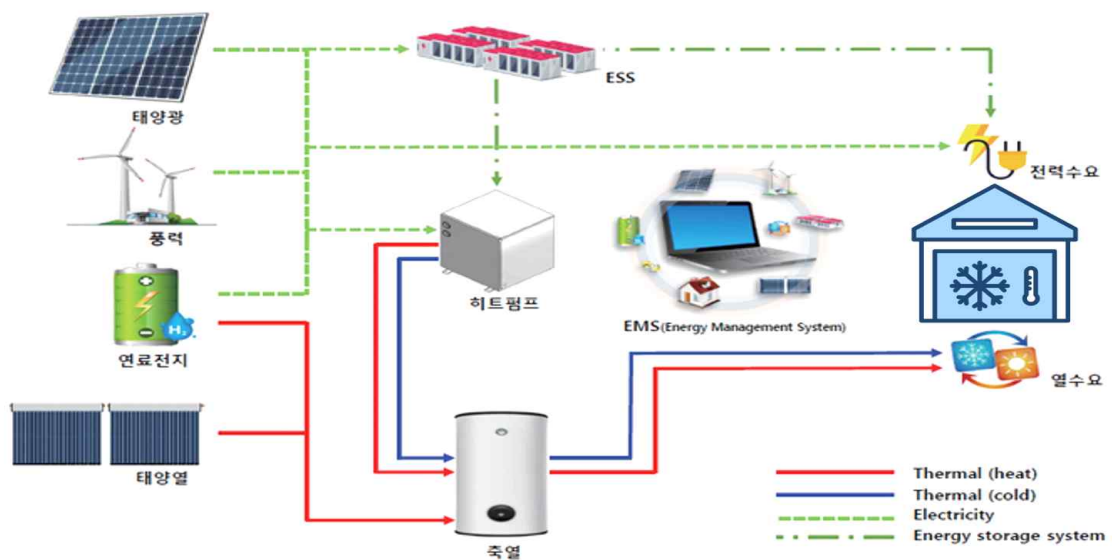 태양광
ESS
전력수요
풍력
히트펌프
EMS(Energy Management System)
H₂
연료전지
열수요
태양열
축열
Thermal (heat)
Thermal (cold)
Electricity
Energy storage system